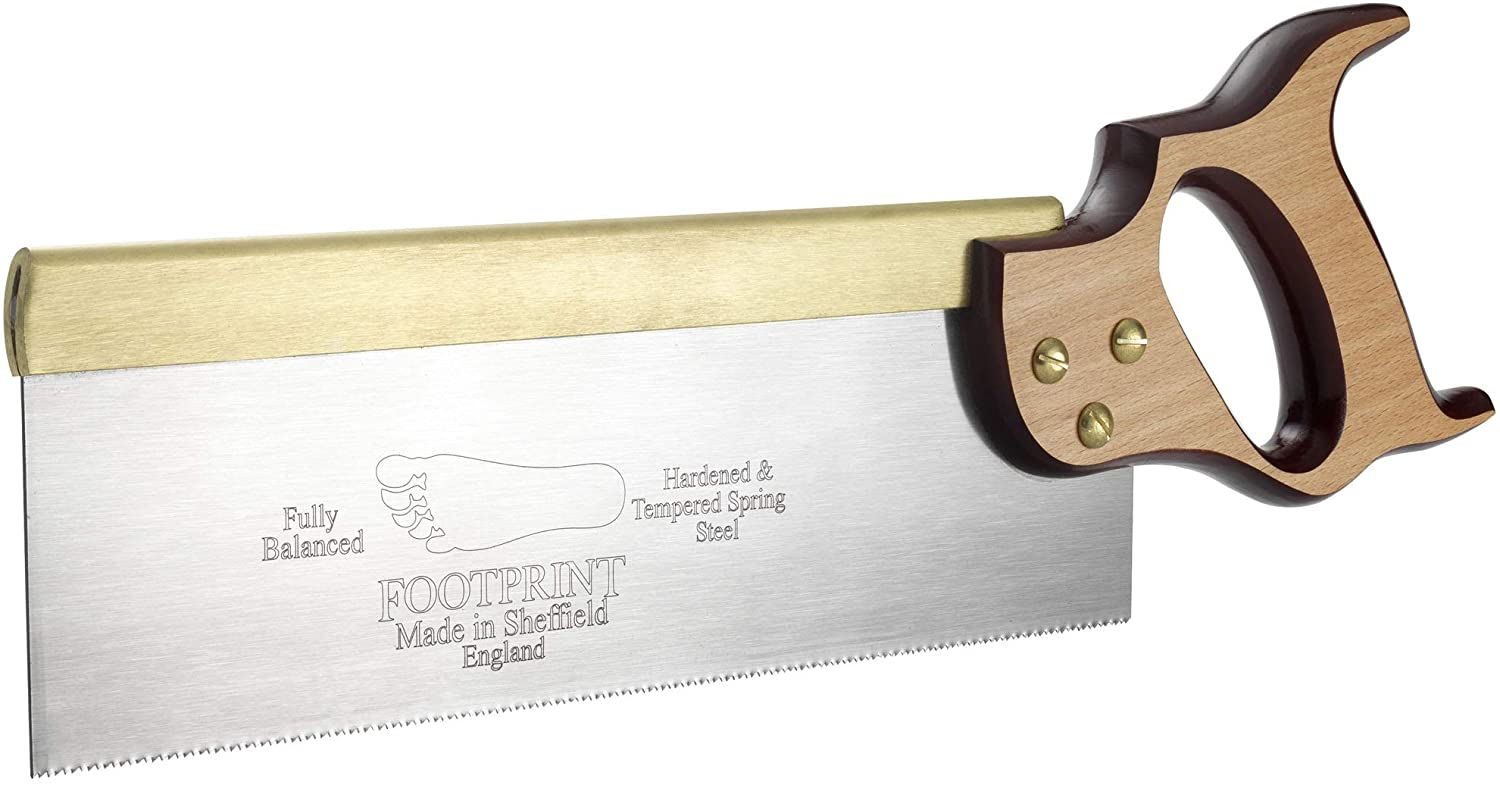 Fully
Balanced
Hardened &
Tempered Spring
Steel
FOOTPRINT
Made in Sheffield
England